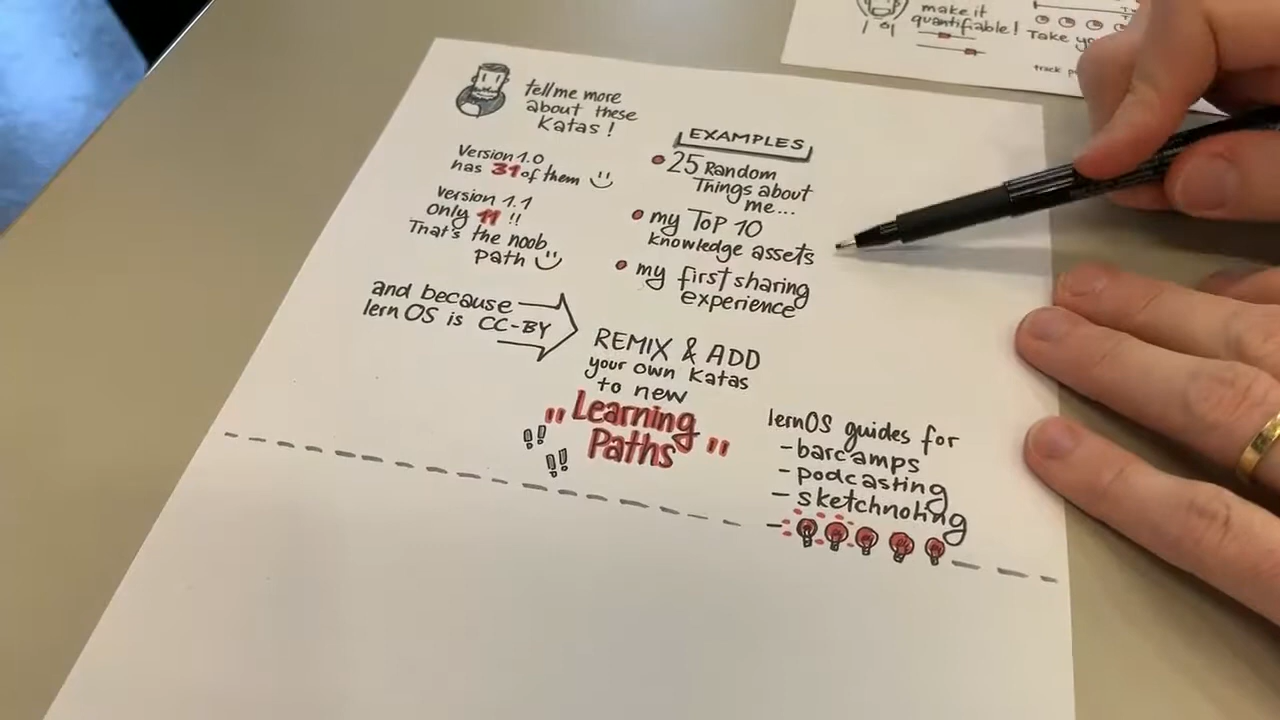 tell me more
about these
Katas!
Version 1.0
has 31 of them
Version 1.1
only 11 !!
That's the noob
path
EXAMPLES
25 Random
Things about
me...
my TOP 10
knowledge assets
my first sharing
experience
and because
lernOS is CC-BY
REMIX & ADD
your own Katas
to new
"Learning
Paths"
lernOS guides for
- barcamps
- podcasting
- sketchnoting
make it
quantifiable!
Take
track